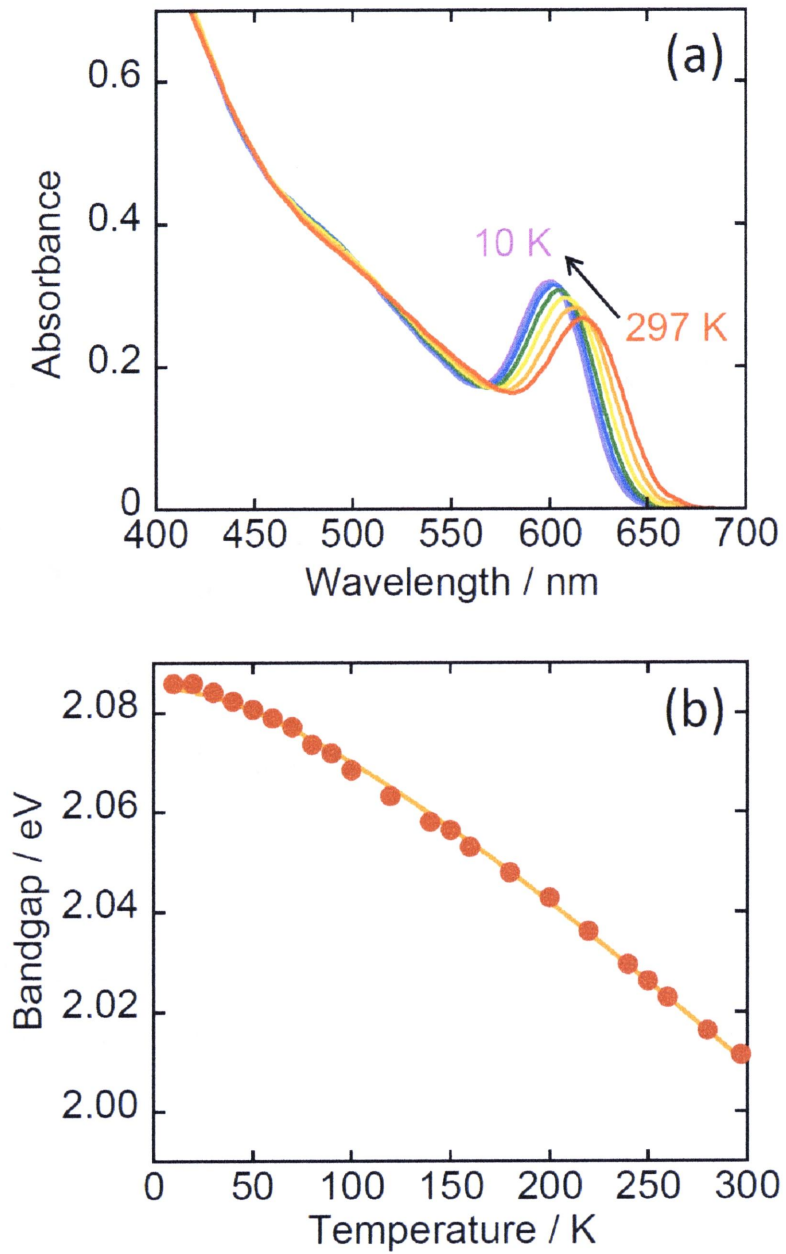 (a)
0.6
0.4
0.2
0
Absorbance
10 K
297 K
400 450 500 550 600 650 700
Wavelength / nm
(b)
2.08
2.06
2.04
2.02
2.00
Bandgap / eV
0 50 100 150 200 250 300
Temperature / K